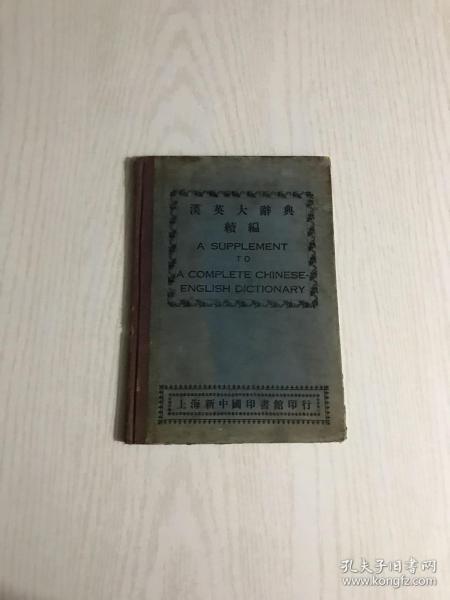 漢英大辭典
續編
A SUPPLEMENT
TO
A COMPLETE CHINESE-
ENGLISH DICTIONARY
上海新中國印書館印行
孔夫子旧书网
www.kongfz.com